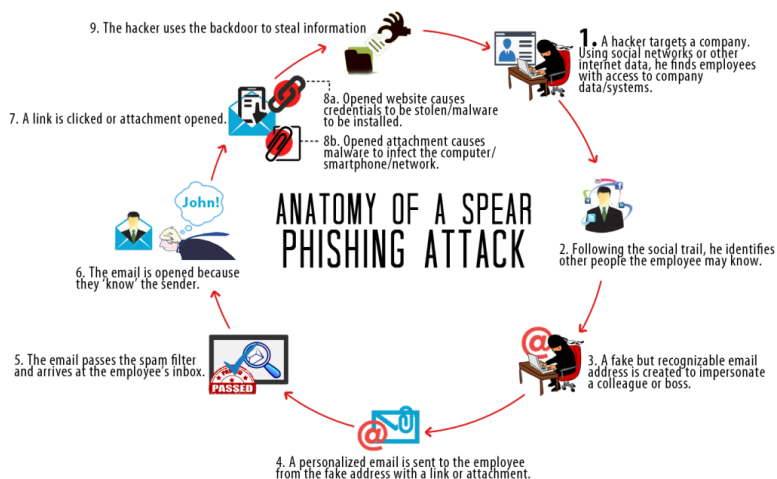 9. The hacker uses the backdoor to steal information
1. A hacker targets a company.
Using social networks or other
internet data, he finds employees
with access to company
data/systems.
8a. Opened website causes
credentials to be stolen/malware
to be installed.
7. A link is clicked or attachment opened.
8b. Opened attachment causes
malware to infect the computer/
smartphone/network.
John!
ANATOMY OF A SPEAR
PHISHING ATTACK
2. Following the social trail, he identifies
other people the employee may know.
6. The email is opened because
they 'know' the sender.
@
3. A fake but recognizable email
address is created to impersonate
a colleague or boss.
5. The email passes the spam filter
and arrives at the employee's inbox.
PASSED
@
4. A personalized email is sent to the employee
from the fake address with a link or attachment.